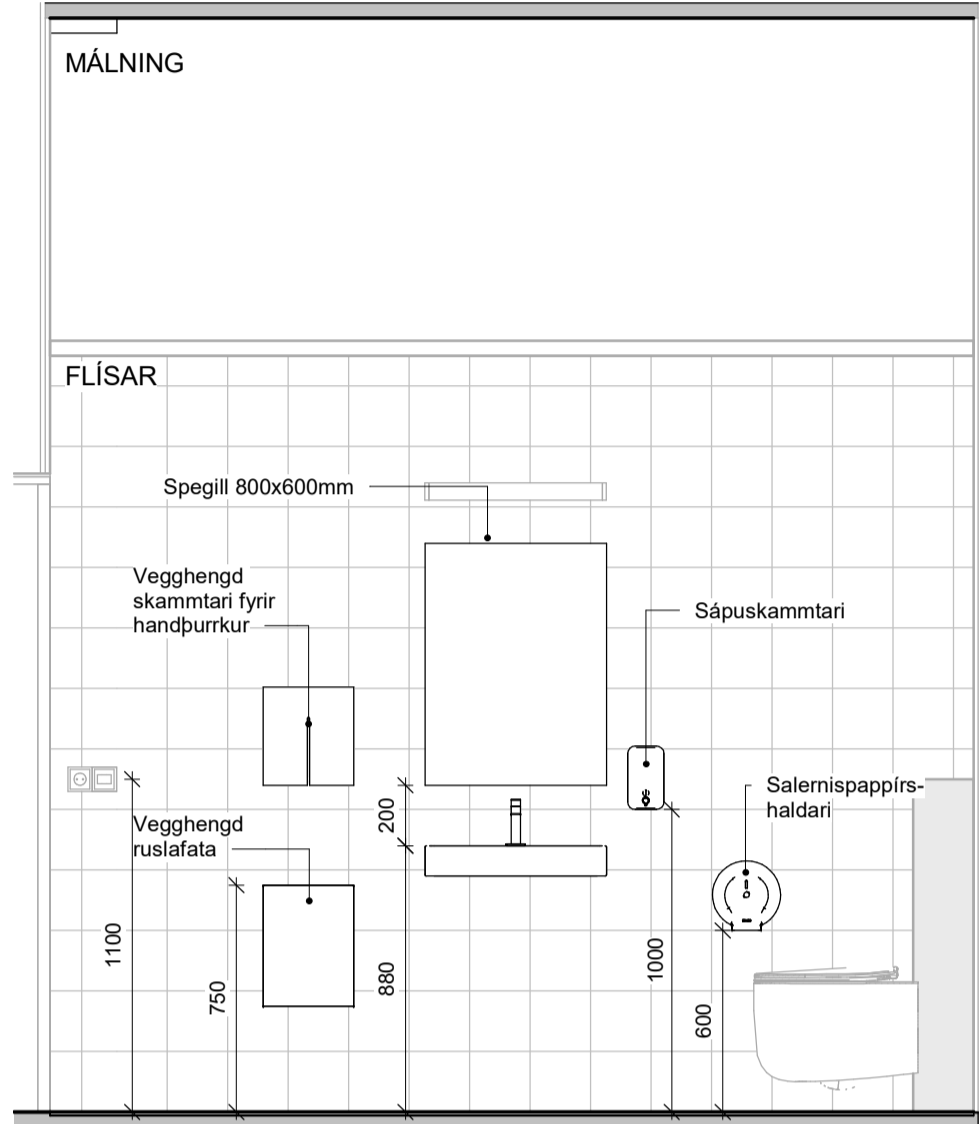 MÁLNING
FLÍSAR
Spegill 800x600mm
Vegghengd
skammtari fyrir
handþurrkur
Sápuskammtari
Salernispappírs-
haldari
Vegghengd
ruslafata
200
1100
750
880
1000
600